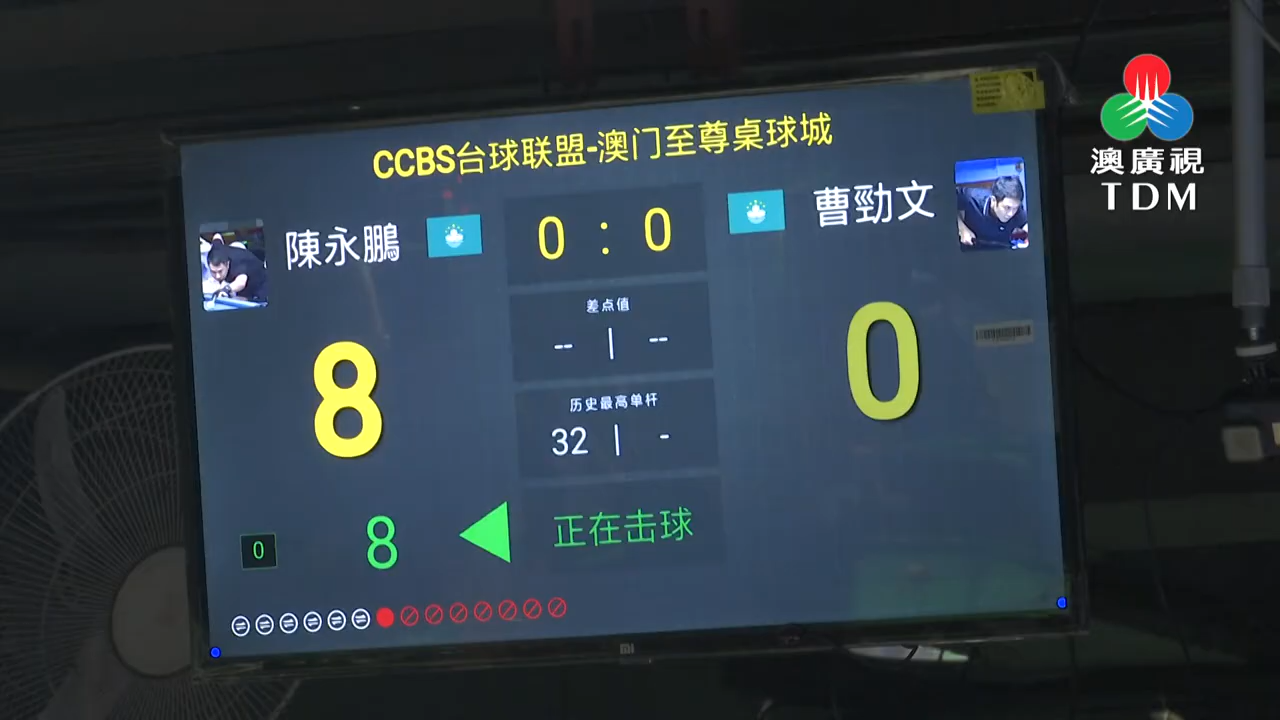 CCBS台球联盟-澳门至尊桌球城
陳永鵬
0 : 0
曹勁文
差点值
-- | --
8
0
历史最高单杆
32 | -
0
8
正在击球
mi
澳廣視
TDM